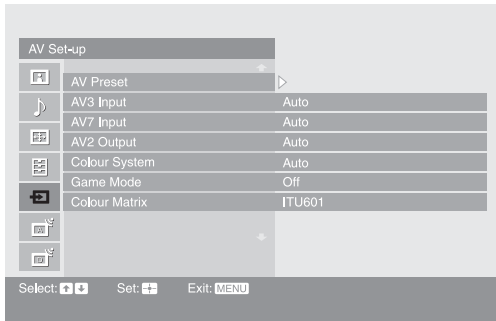 AV Set-up
AV Preset
AV3 Input Auto
AV7 Input Auto
AV2 Output Auto
Colour System Auto
Game Mode Off
Colour Matrix ITU601
Select: Set: Exit: MENU